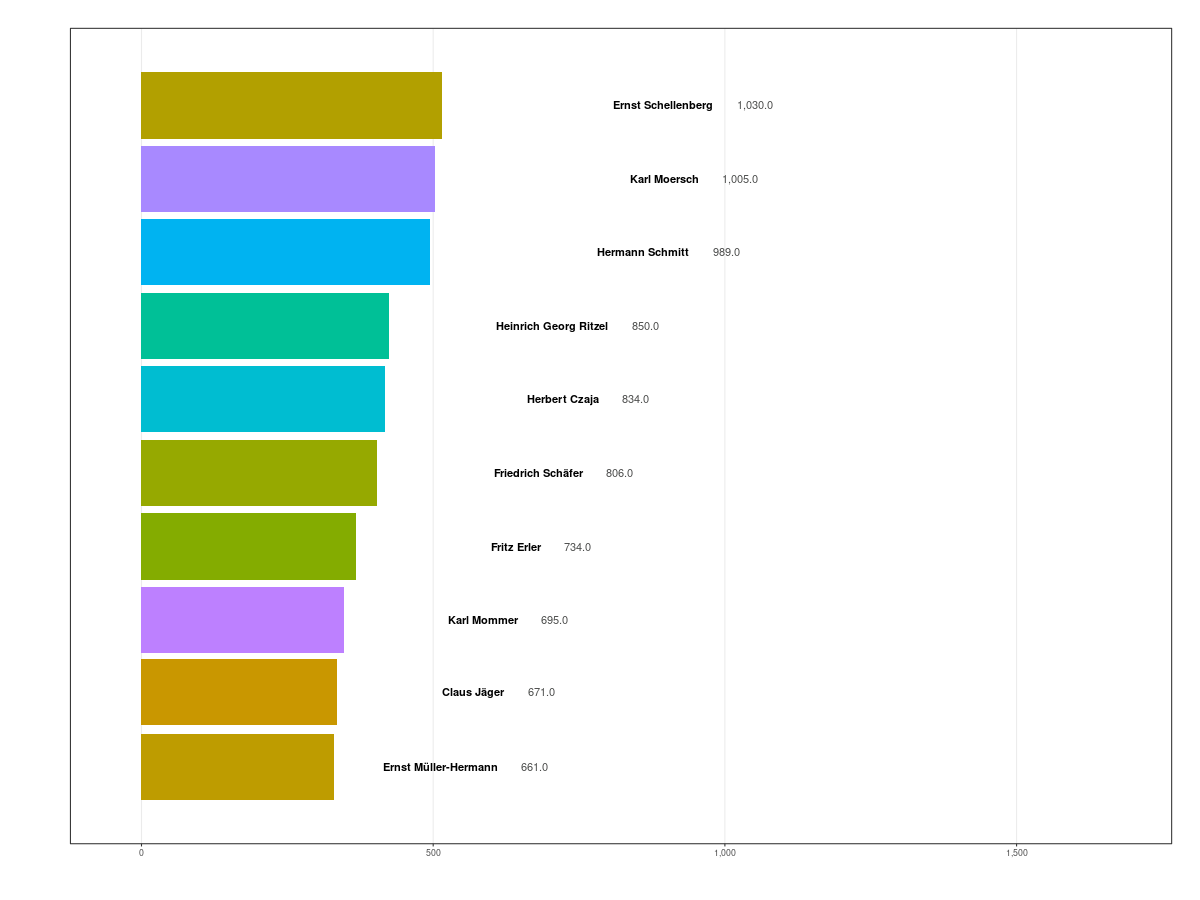 Ernst Schellenberg 1,030.0
Karl Moersch 1,005.0
Hermann Schmitt 989.0
Heinrich Georg Ritzel 850.0
Herbert Czaja 834.0
Friedrich Schäfer 806.0
Fritz Erler 734.0
Karl Mommer 695.0
Claus Jäger 671.0
Ernst Müller-Hermann 661.0
0 500 1,000 1,500